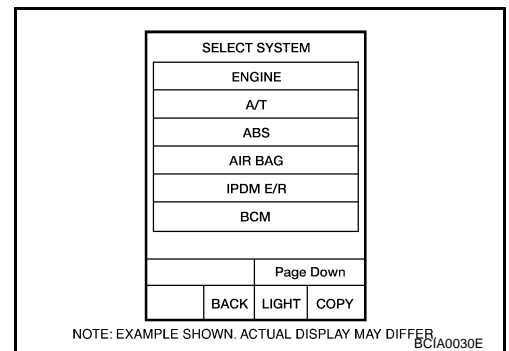 SELECT SYSTEM
ENGINE
A/T
ABS
AIR BAG
IPDM E/R
BCM
Page Down
BACK LIGHT COPY
NOTE: EXAMPLE SHOWN. ACTUAL DISPLAY MAY DIFFER.
BCIA0030E